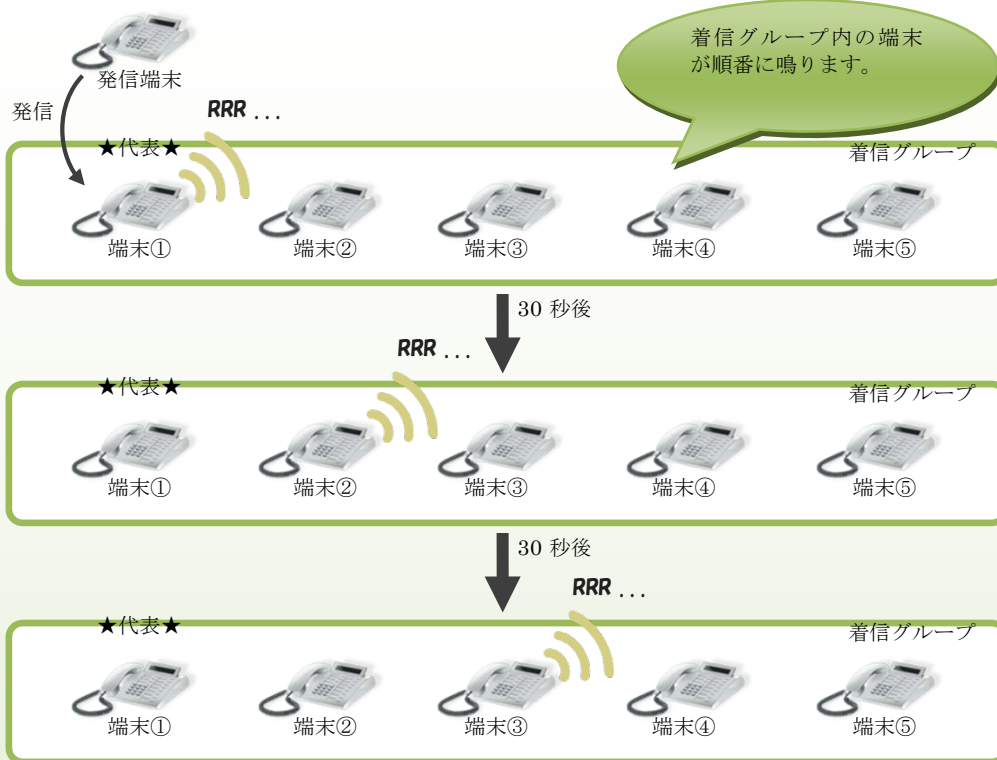 着信グループ内の端末
が順番に鳴ります。
発信端末
発信
RRR ...
★代表★
着信グループ
端末① 端末② 端末③ 端末④ 端末⑤
30 秒後
RRR ...
★代表★
着信グループ
端末① 端末② 端末③ 端末④ 端末⑤
30 秒後
RRR ...
★代表★
着信グループ
端末① 端末② 端末③ 端末④ 端末⑤